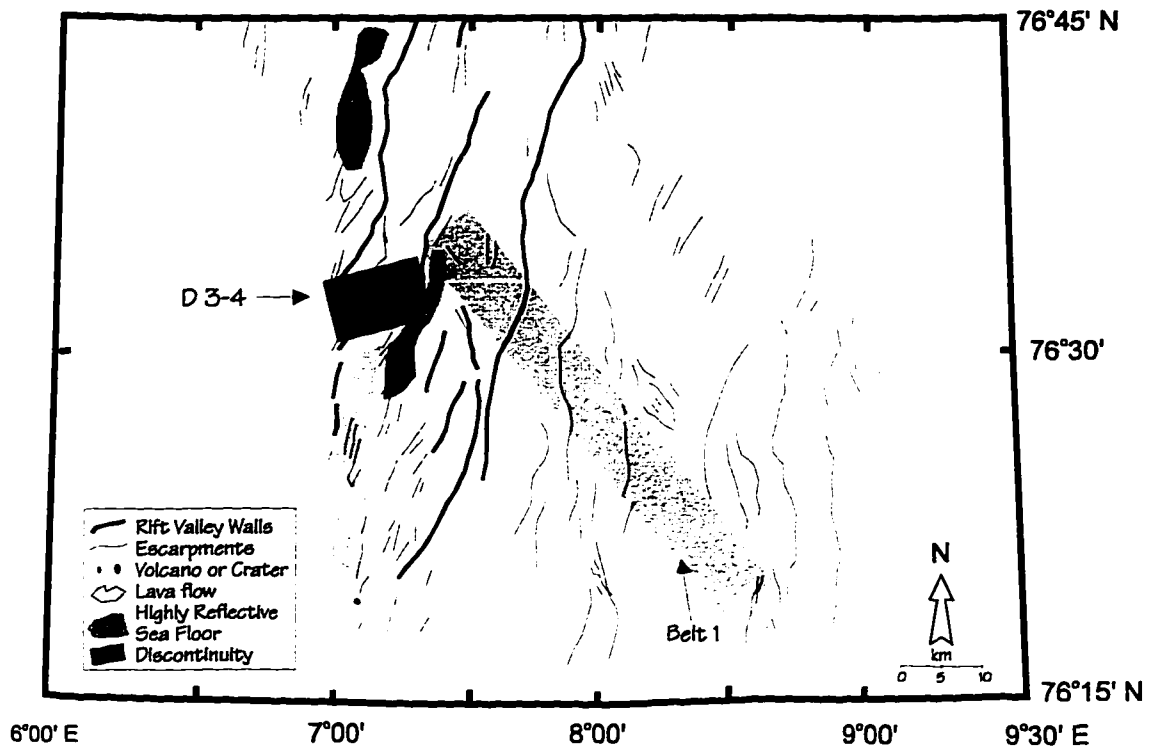 76°45' N
D 3-4
76°30'
Rift Valley Walls
Escarpments
Volcano or Crater
Lava flow
Highly Reflective
Sea Floor
Discontinuity
Belt 1
N
km
0 5 10
76°15' N
6°00' E 7°00' 8°00' 9°00' 9°30' E